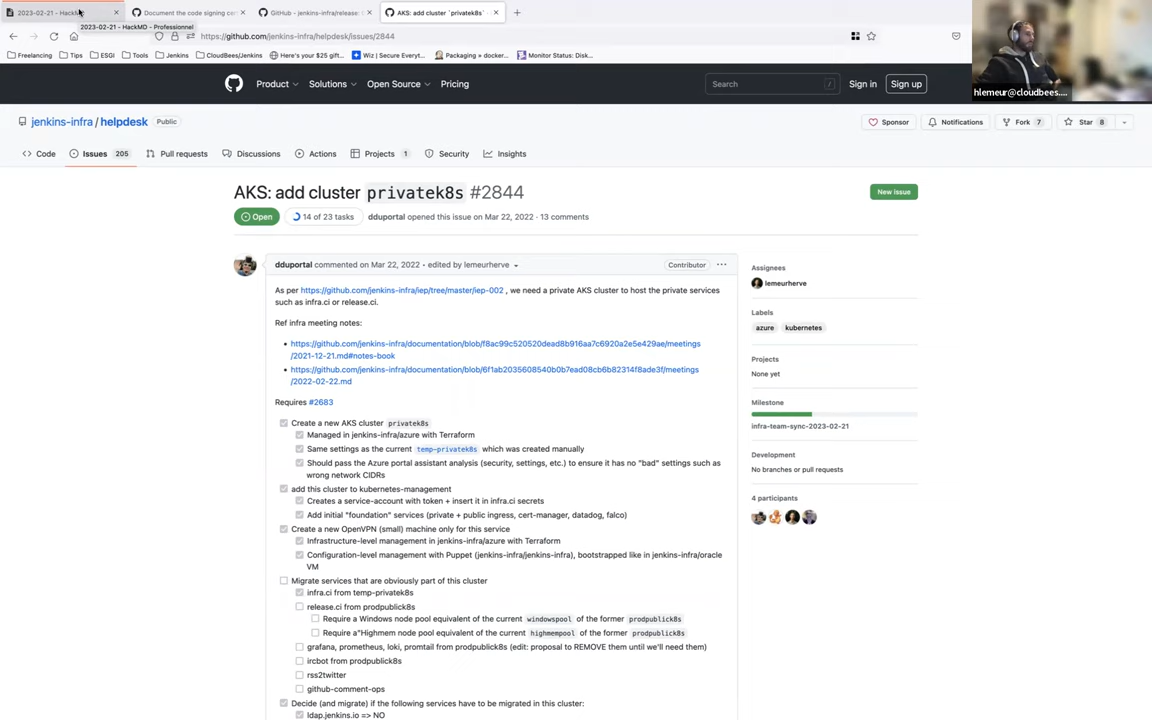 2023-02-21 - HackMD
Document the code signing cer
GitHub - jenkins-infra/release:
AKS: add cluster `privatek8s` ·
2023-02-21 - HackMD - Professionnel
https://github.com/jenkins-infra/helpdesk/issues/2844
Freelancing Tips ESGI Tools Jenkins CloudBees/Jenkins Here's your $25 gift... Wiz | Secure Everyt... Packaging » docker... Monitor Status: Disk...
hlemeur@cloudbees....
Product Solutions Open Source Pricing Search / Sign in Sign up
jenkins-infra / helpdesk Public
Sponsor Notifications Fork 7 Star 8
Code Issues 205 Pull requests Discussions Actions Projects 1 Security Insights
AKS: add cluster privatek8s #2844
New issue
Open 14 of 23 tasks dduportal opened this issue on Mar 22, 2022 · 13 comments
dduportal commented on Mar 22, 2022 • edited by lemeurherve
Contributor
As per https://github.com/jenkins-infra/iep/tree/master/iep-002 , we need a private AKS cluster to host the private services
such as infra.ci or release.ci.
Ref infra meeting notes:
https://github.com/jenkins-infra/documentation/blob/f8ac99c520520dead8b916aa7c6920a2e5e429ae/meetings
/2021-12-21.md#notes-book
https://github.com/jenkins-infra/documentation/blob/6f1ab2035608540b0b7ead08cb6b82314f8ade3f/meetings
/2022-02-22.md
Requires #2683
Create a new AKS cluster privatek8s
Managed in jenkins-infra/azure with Terraform
Same settings as the current temp-privatek8s which was created manually
Should pass the Azure portal assistant analysis (security, settings, etc.) to ensure it has no "bad" settings such as
wrong network CIDRs
add this cluster to kubernetes-management
Creates a service-account with token + insert it in infra.ci secrets
Add initial "foundation" services (private + public ingress, cert-manager, datadog, falco)
Create a new OpenVPN (small) machine only for this service
Infrastructure-level management in jenkins-infra/azure with Terraform
Configuration-level management with Puppet (jenkins-infra/jenkins-infra), bootstrapped like in jenkins-infra/oracle
VM
Migrate services that are obviously part of this cluster
infra.ci from temp-privatek8s
release.ci from prodpublick8s
Require a Windows node pool equivalent of the current windowspool of the former prodpublick8s
Require a"Highmem node pool equivalent of the current highmempool of the former prodpublick8s
grafana, prometheus, loki, promtail from prodpublick8s (edit: proposal to REMOVE them until we'll need them)
ircbot from prodpublick8s
rss2twitter
github-comment-ops
Decide (and migrate) if the following services have to be migrated in this cluster:
ldap.jenkins.io => NO
Assignees
lemeurherve
Labels
azure kubernetes
Projects
None yet
Milestone
infra-team-sync-2023-02-21
Development
No branches or pull requests
4 participants